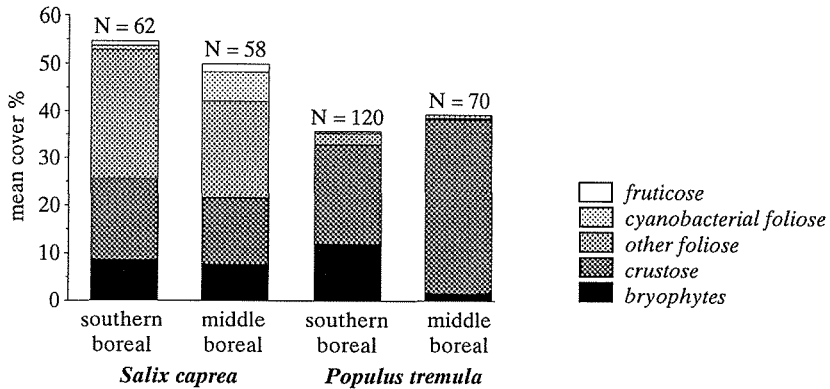 60
50
40
30
20
10
0
mean cover %
N = 62
N = 58
N = 120
N = 70
southern boreal
middle boreal
southern boreal
middle boreal
Salix caprea
Populus tremula
fruticose
cyanobacterial foliose
other foliose
crustose
bryophytes